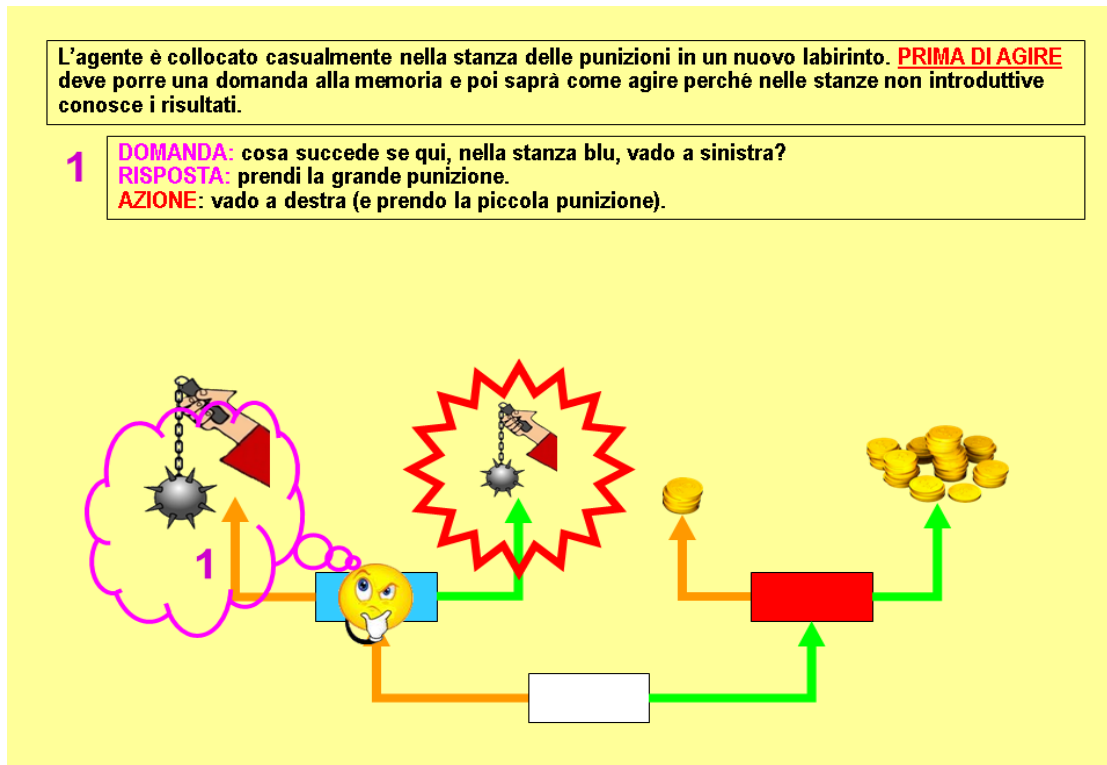 L'agente è collocato casualmente nella stanza delle punizioni in un nuovo labirinto. PRIMA DI AGIRE
deve porre una domanda alla memoria e poi saprà come agire perché nelle stanze non introduttive
conosce i risultati.
1
DOMANDA: cosa succede se qui, nella stanza blu, vado a sinistra?
RISPOSTA: prendi la grande punizione.
AZIONE: vado a destra (e prendo la piccola punizione).
1